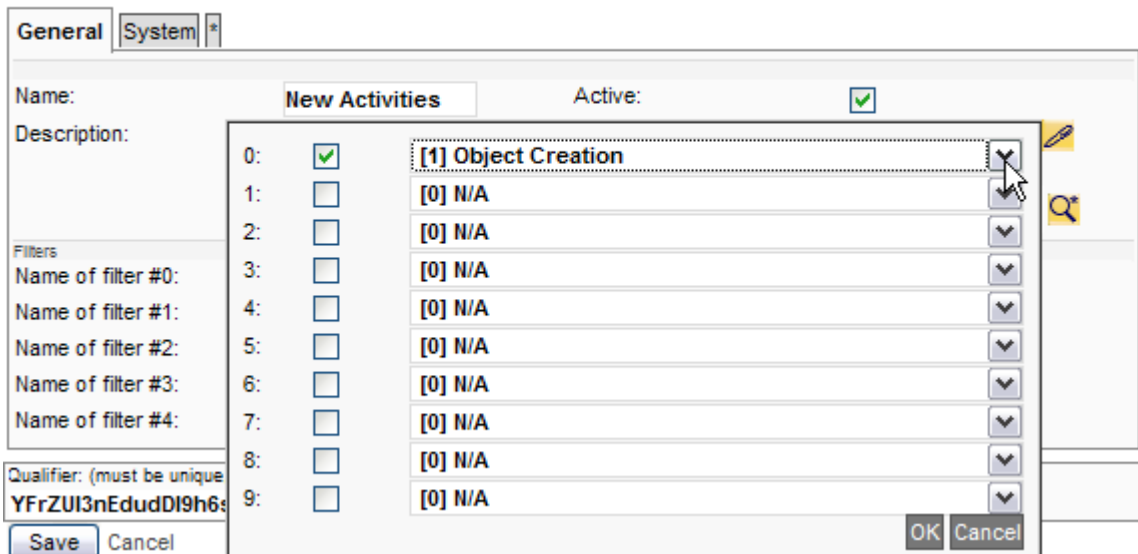 General System *
Name: New Activities Active:
Description:
0: [1] Object Creation
1: [0] N/A
2: [0] N/A
Filters
3: [0] N/A
Name of filter #0:
4: [0] N/A
Name of filter #1:
5: [0] N/A
Name of filter #2:
6: [0] N/A
Name of filter #3:
7: [0] N/A
Name of filter #4:
8: [0] N/A
Qualifier: (must be unique
9: [0] N/A
OK Cancel
Save Cancel